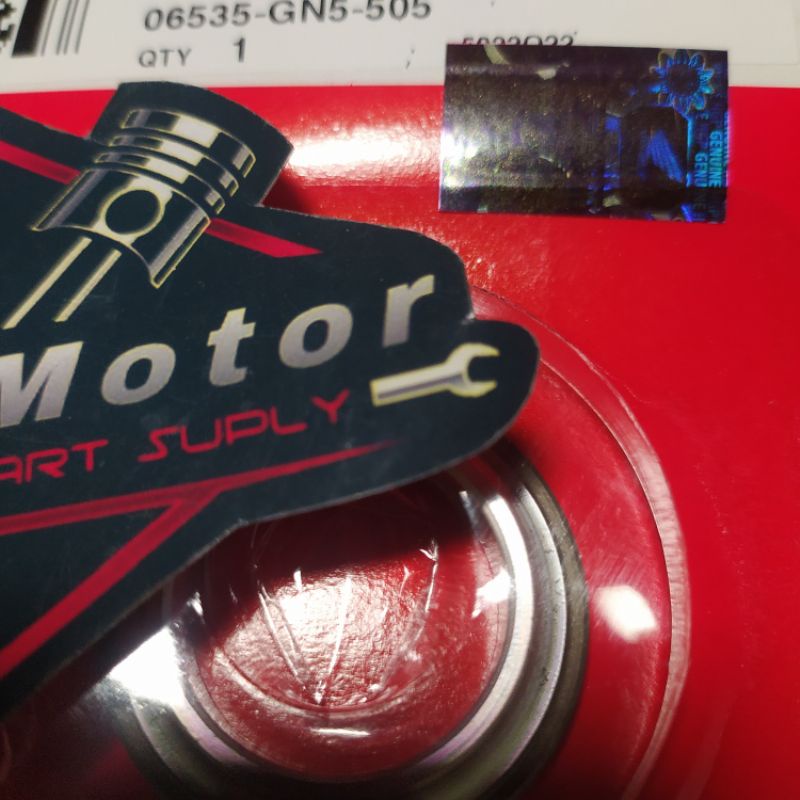 06535-GN5-505
QTY 1
GENUINE
Motor
ART SUPLY